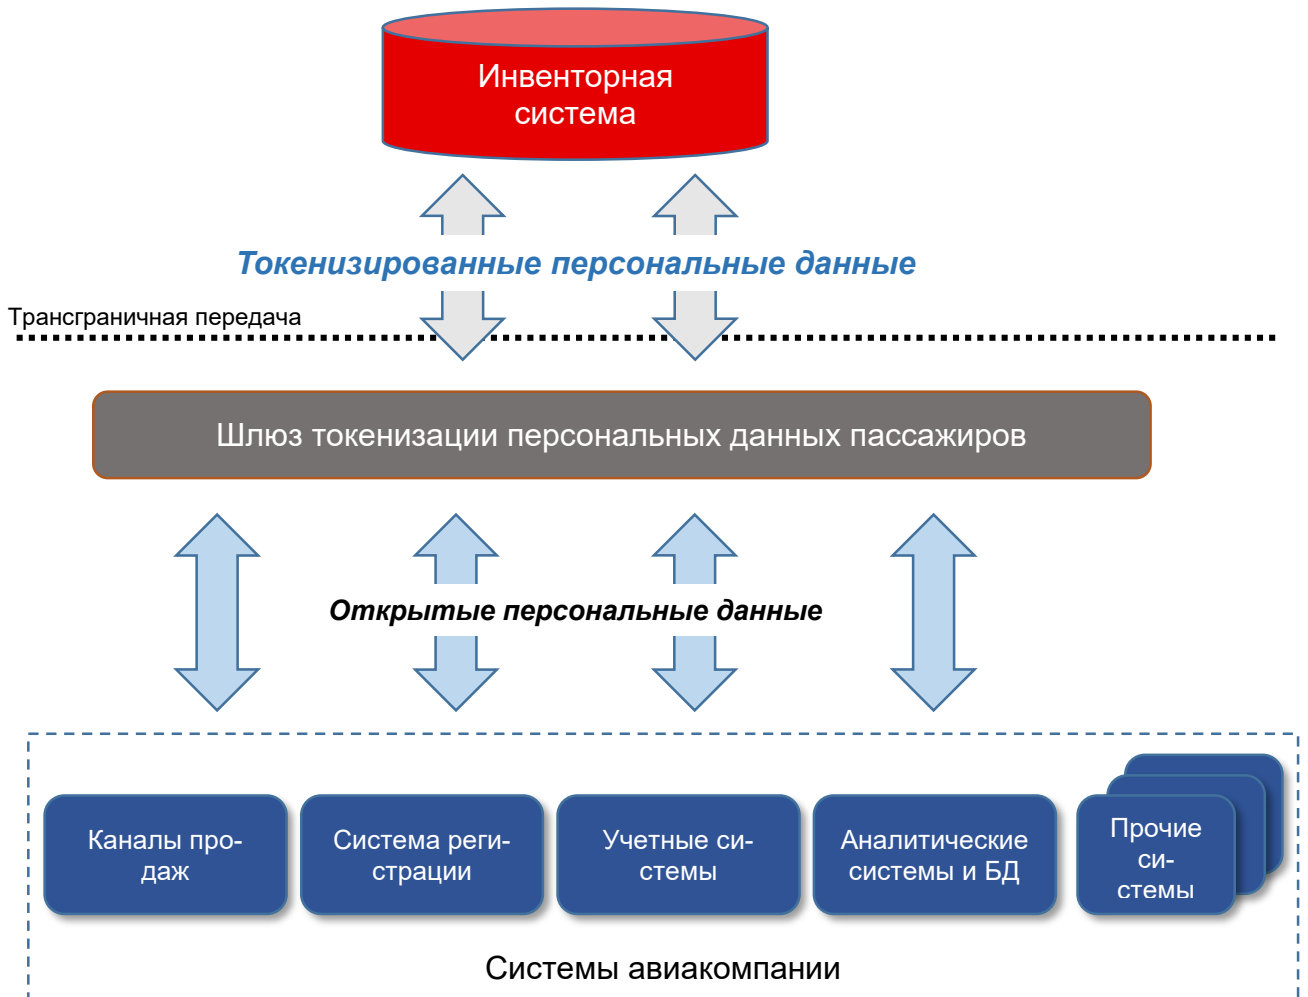 Инвенторная
система
Токенизированные персональные данные
Трансграничная передача
Шлюз токенизации персональных данных пассажиров
Открытые персональные данные
Каналы про-
даж
Система реги-
страции
Учетные си-
стемы
Аналитические
системы и БД
Прочие
си-
стемы
Системы авиакомпании